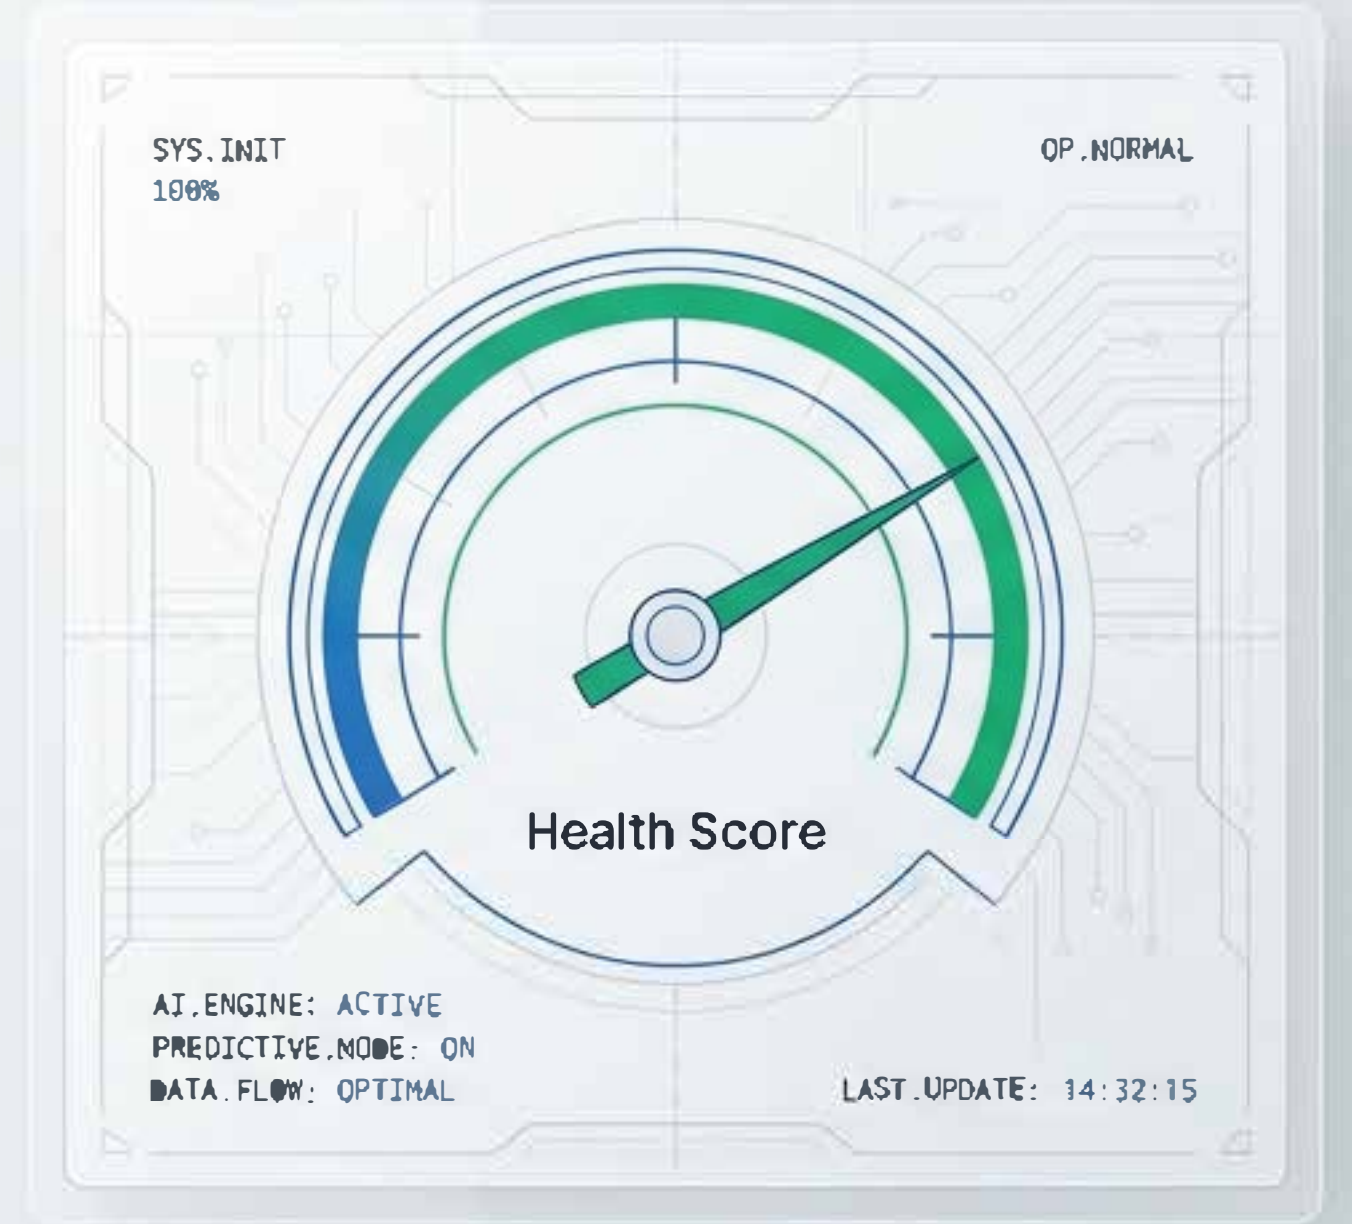 SYS.INIT
100%
OP.NORMAL
Health Score
AI.ENGINE: ACTIVE
PREDICTIVE.MODE: ON
DATA.FLOW: OPTIMAL
LAST.UPDATE: 14:32:15